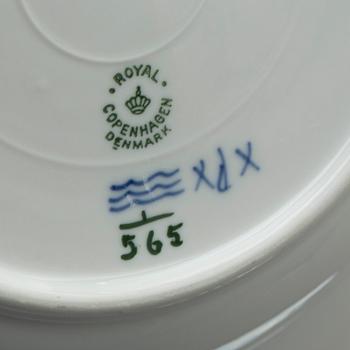 ROYAL
COPENHAGEN
DENMARK
1
565